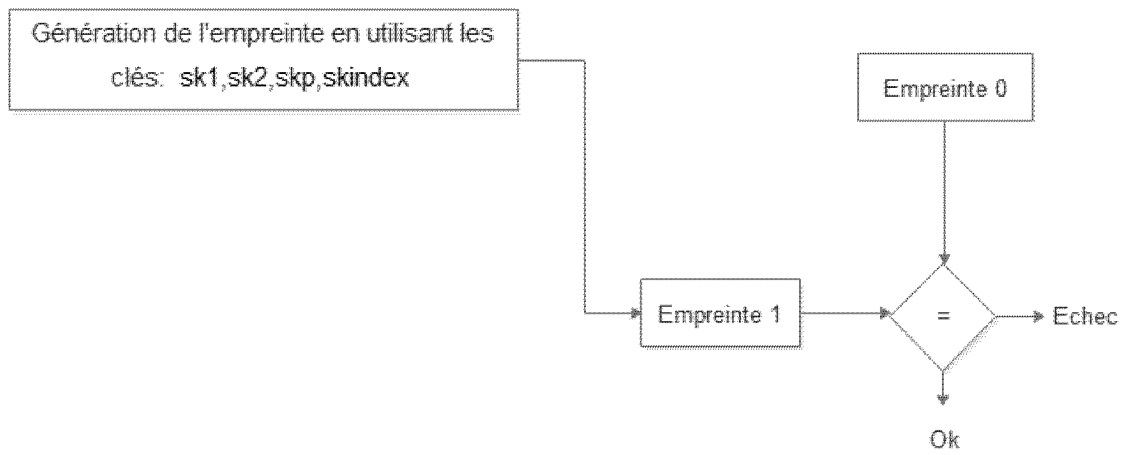 Génération de l'empreinte en utilisant les
clés: sk1,sk2,skp,skindex
Empreinte 0
Empreinte 1
=
Echec
Ok